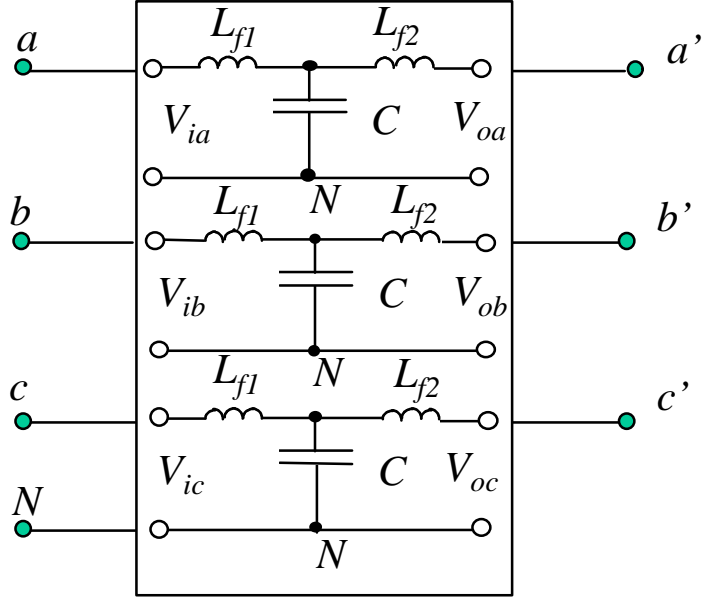 L_f1 L_f2
a a’
V_ia C V_oa
N
b L_f1 L_f2 b’
V_ib C V_ob
N
c L_f1 L_f2 c’
V_ic C V_oc
N
N